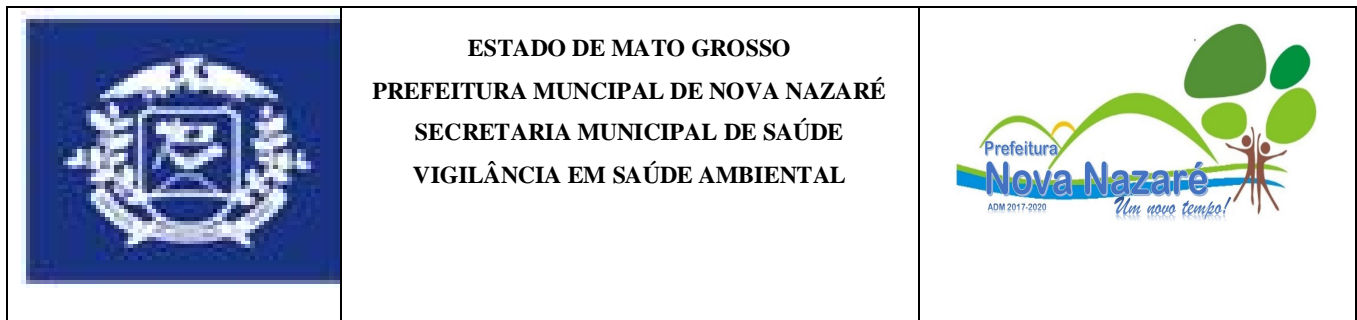 ESTADO DE MATO GROSSO
PREFEITURA MUNCIPAL DE NOVA NAZARÉ
SECRETARIA MUNICIPAL DE SAÚDE
VIGILÂNCIA EM SAÚDE AMBIENTAL
Prefeitura
Nova Nazaré
ADM 2017-2020
Um novo tempo!